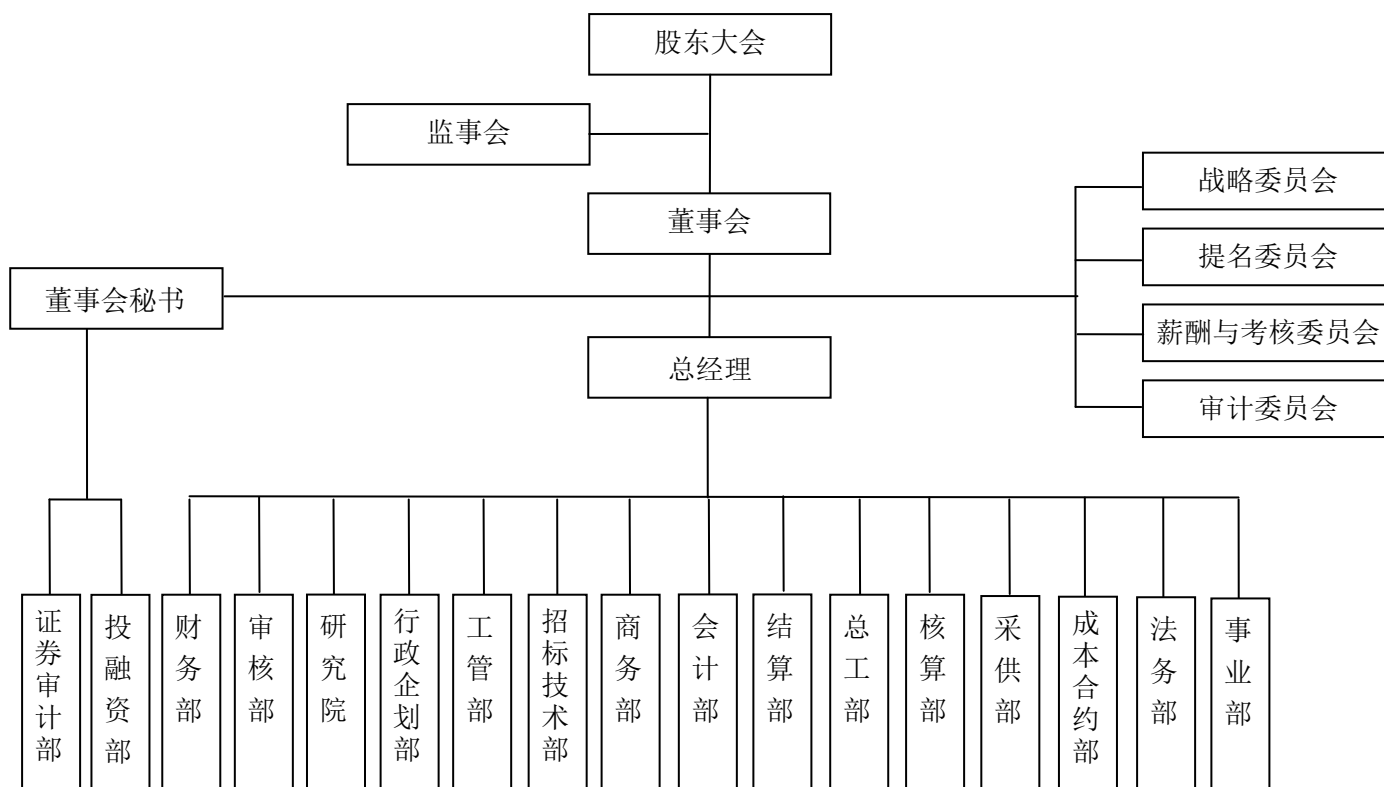 股东大会
监事会
董事会
战略委员会
提名委员会
薪酬与考核委员会
审计委员会
董事会秘书
总经理
证券审计部
投融资部
财务部
审核部
研究院
行政企划部
工管部
招标技术部
商务部
会计部
结算部
总工部
核算部
采供部
成本合约部
法务部
事业部